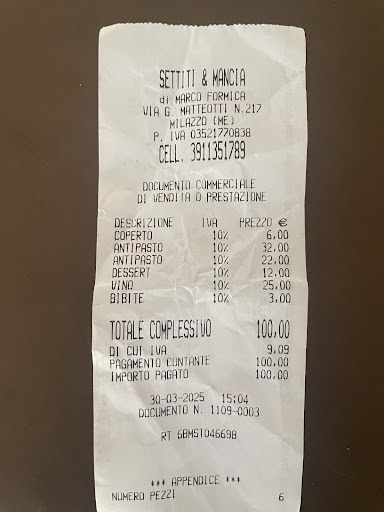 SETTITI & MANCIA
di MARCO FORMICA
VIA G. MATTEOTTI N.217
MILAZZO (ME)
P. IVA 03521770838
CELL. 3911351789
DOCUMENTO COMMERCIALE
DI VENDITA O PRESTAZIONE
DESCRIZIONE IVA PREZZO €
COPERTO 10% 6,00
ANTIPASTO 10% 32,00
ANTIPASTO 10% 22,00
DESSERT 10% 12,00
VINO 10% 25,00
BIBITE 10% 3,00
TOTALE COMPLESSIVO 100,00
DI CUI IVA 9,09
PAGAMENTO CONTANTE 100,00
IMPORTO PAGATO 100,00
30-03-2025 15:04
DOCUMENTO N. 1109-0003
RT 6BMST046698
*** APPENDICE ***
NUMERO PEZZI 6